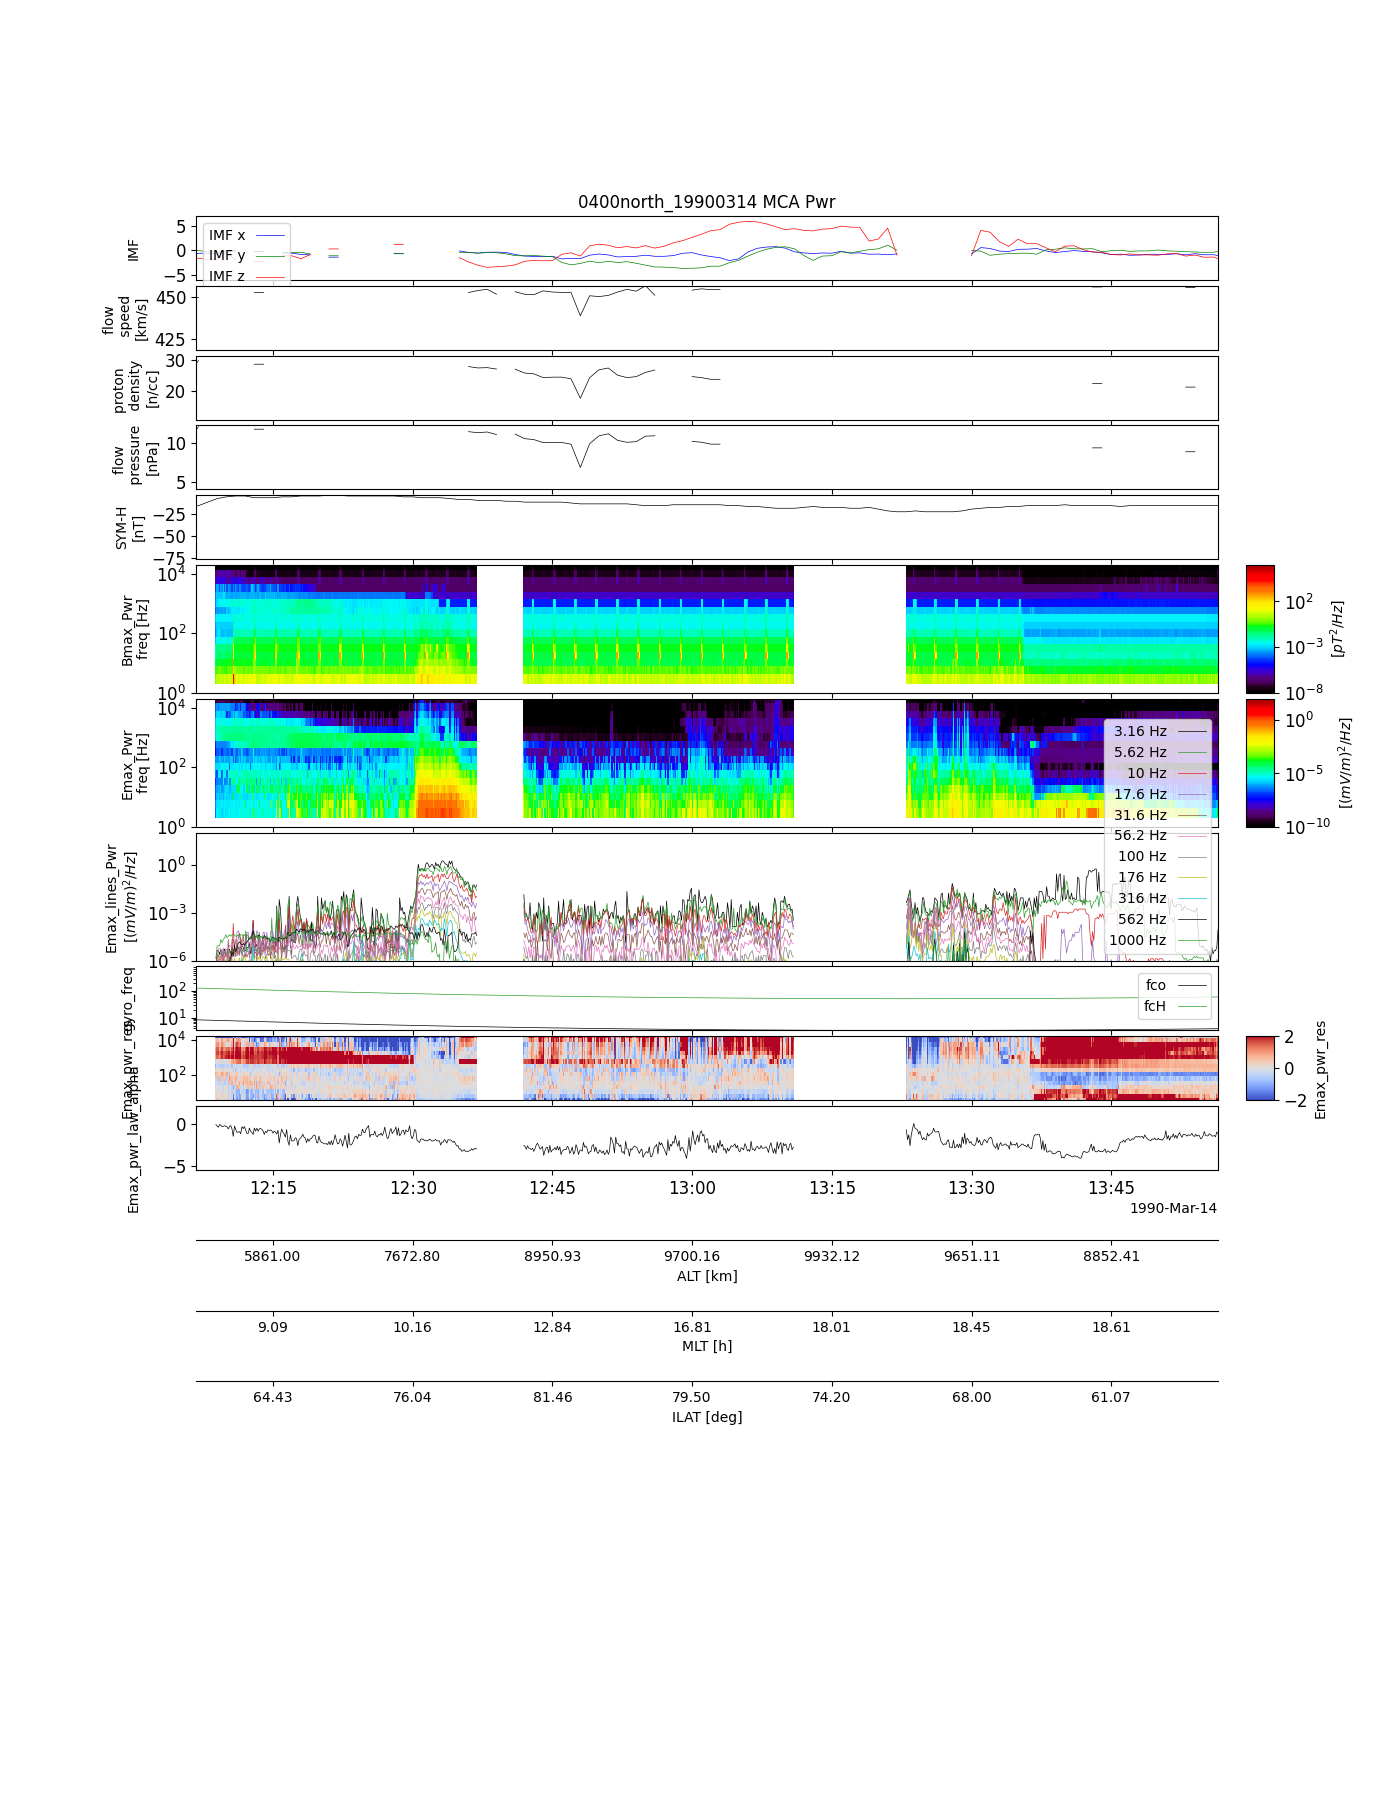 0400north_19900314 MCA Pwr
IMF
5
0
−5
IMF x
IMF y
IMF z
flow
speed
[km/s]
450
425
proton
density
[n/cc]
30
20
flow
pressure
[nPa]
10
5
SYM-H
[nT]
−25
−50
−75
Bmax_Pwr
freq [Hz]
10^4
10^2
10^0
10^2
10^−3
10^−8
[pT^2/Hz]
Emax_Pwr
freq [Hz]
10^4
10^2
10^0
10^0
10^−5
10^−10
[(mV/m)^2/Hz]
3.16 Hz
5.62 Hz
10 Hz
17.6 Hz
31.6 Hz
56.2 Hz
100 Hz
176 Hz
316 Hz
562 Hz
1000 Hz
Emax_lines_Pwr
[(mV/m)^2/Hz]
10^0
10^−3
10^−6
gyro_freq
10^2
10^1
fco
fcH
Emax_pwr_res
10^4
10^2
2
0
−2
Emax_pwr_res
Emax_pwr_law_alpha
0
−5
12:15 12:30 12:45 13:00 13:15 13:30 13:45
1990-Mar-14
5861.00 7672.80 8950.93 9700.16 9932.12 9651.11 8852.41
ALT [km]
9.09 10.16 12.84 16.81 18.01 18.45 18.61
MLT [h]
64.43 76.04 81.46 79.50 74.20 68.00 61.07
ILAT [deg]